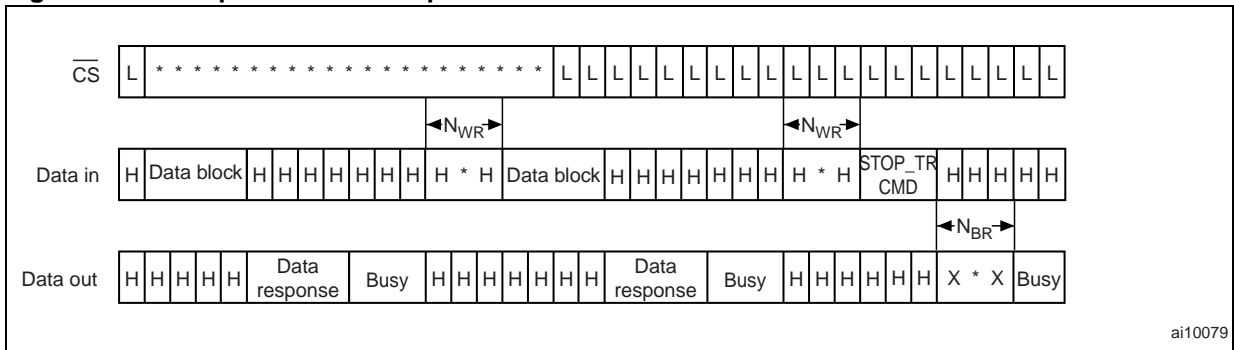 CS L * * * * * * * * * * * * * * * * * * * * * L L L L L L L L L L L L L L L L L L L L
NWR NWR
Data in H Data block H H H H H H H H * H Data block H H H H H H H H * H STOP_TR CMD H H H H H
NBR
Data out H H H H H Data response Busy H H H H H H H Data response Busy H H H H H H X * X Busy
ai10079